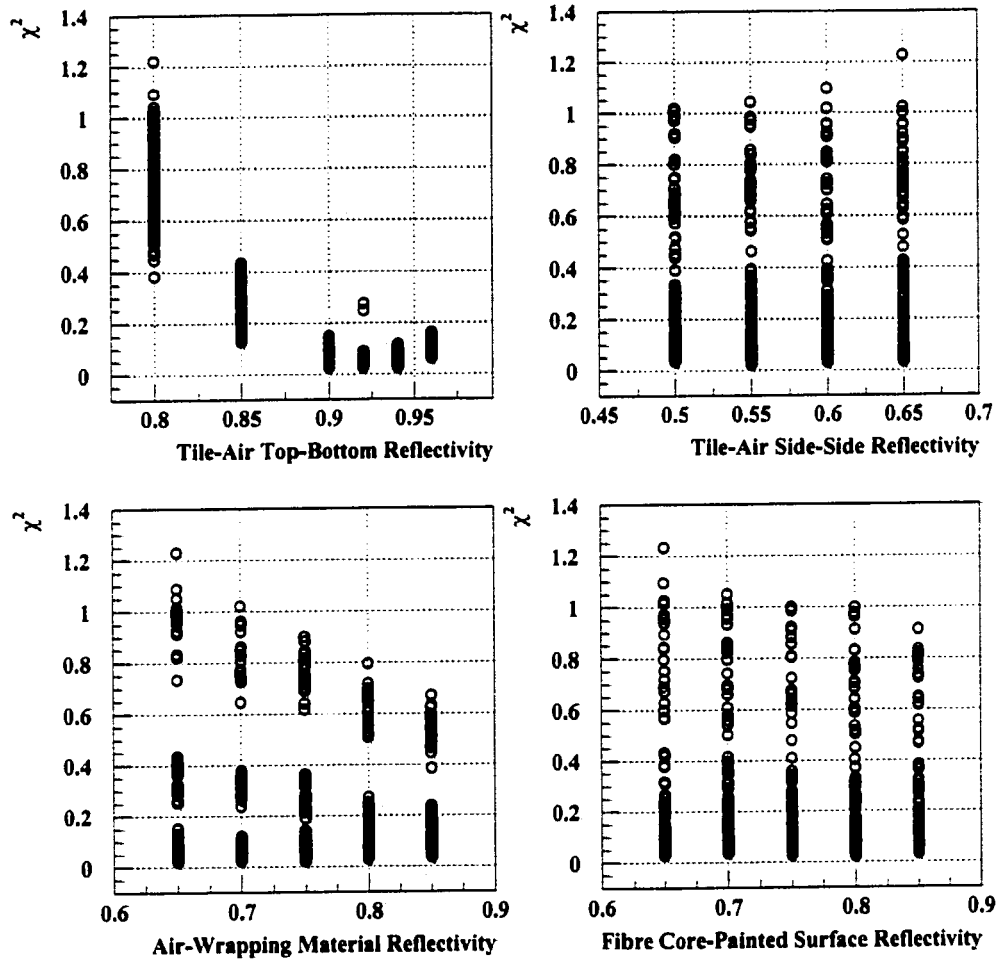 χ²
1.4
1.2
1
0.8
0.6
0.4
0.2
0
0.8 0.85 0.9 0.95
Tile-Air Top-Bottom Reflectivity
χ²
1.4
1.2
1
0.8
0.6
0.4
0.2
0
0.45 0.5 0.55 0.6 0.65 0.7
Tile-Air Side-Side Reflectivity
χ²
1.4
1.2
1
0.8
0.6
0.4
0.2
0
0.6 0.7 0.8 0.9
Air-Wrapping Material Reflectivity
χ²
1.4
1.2
1
0.8
0.6
0.4
0.2
0
0.6 0.7 0.8 0.9
Fibre Core-Painted Surface Reflectivity